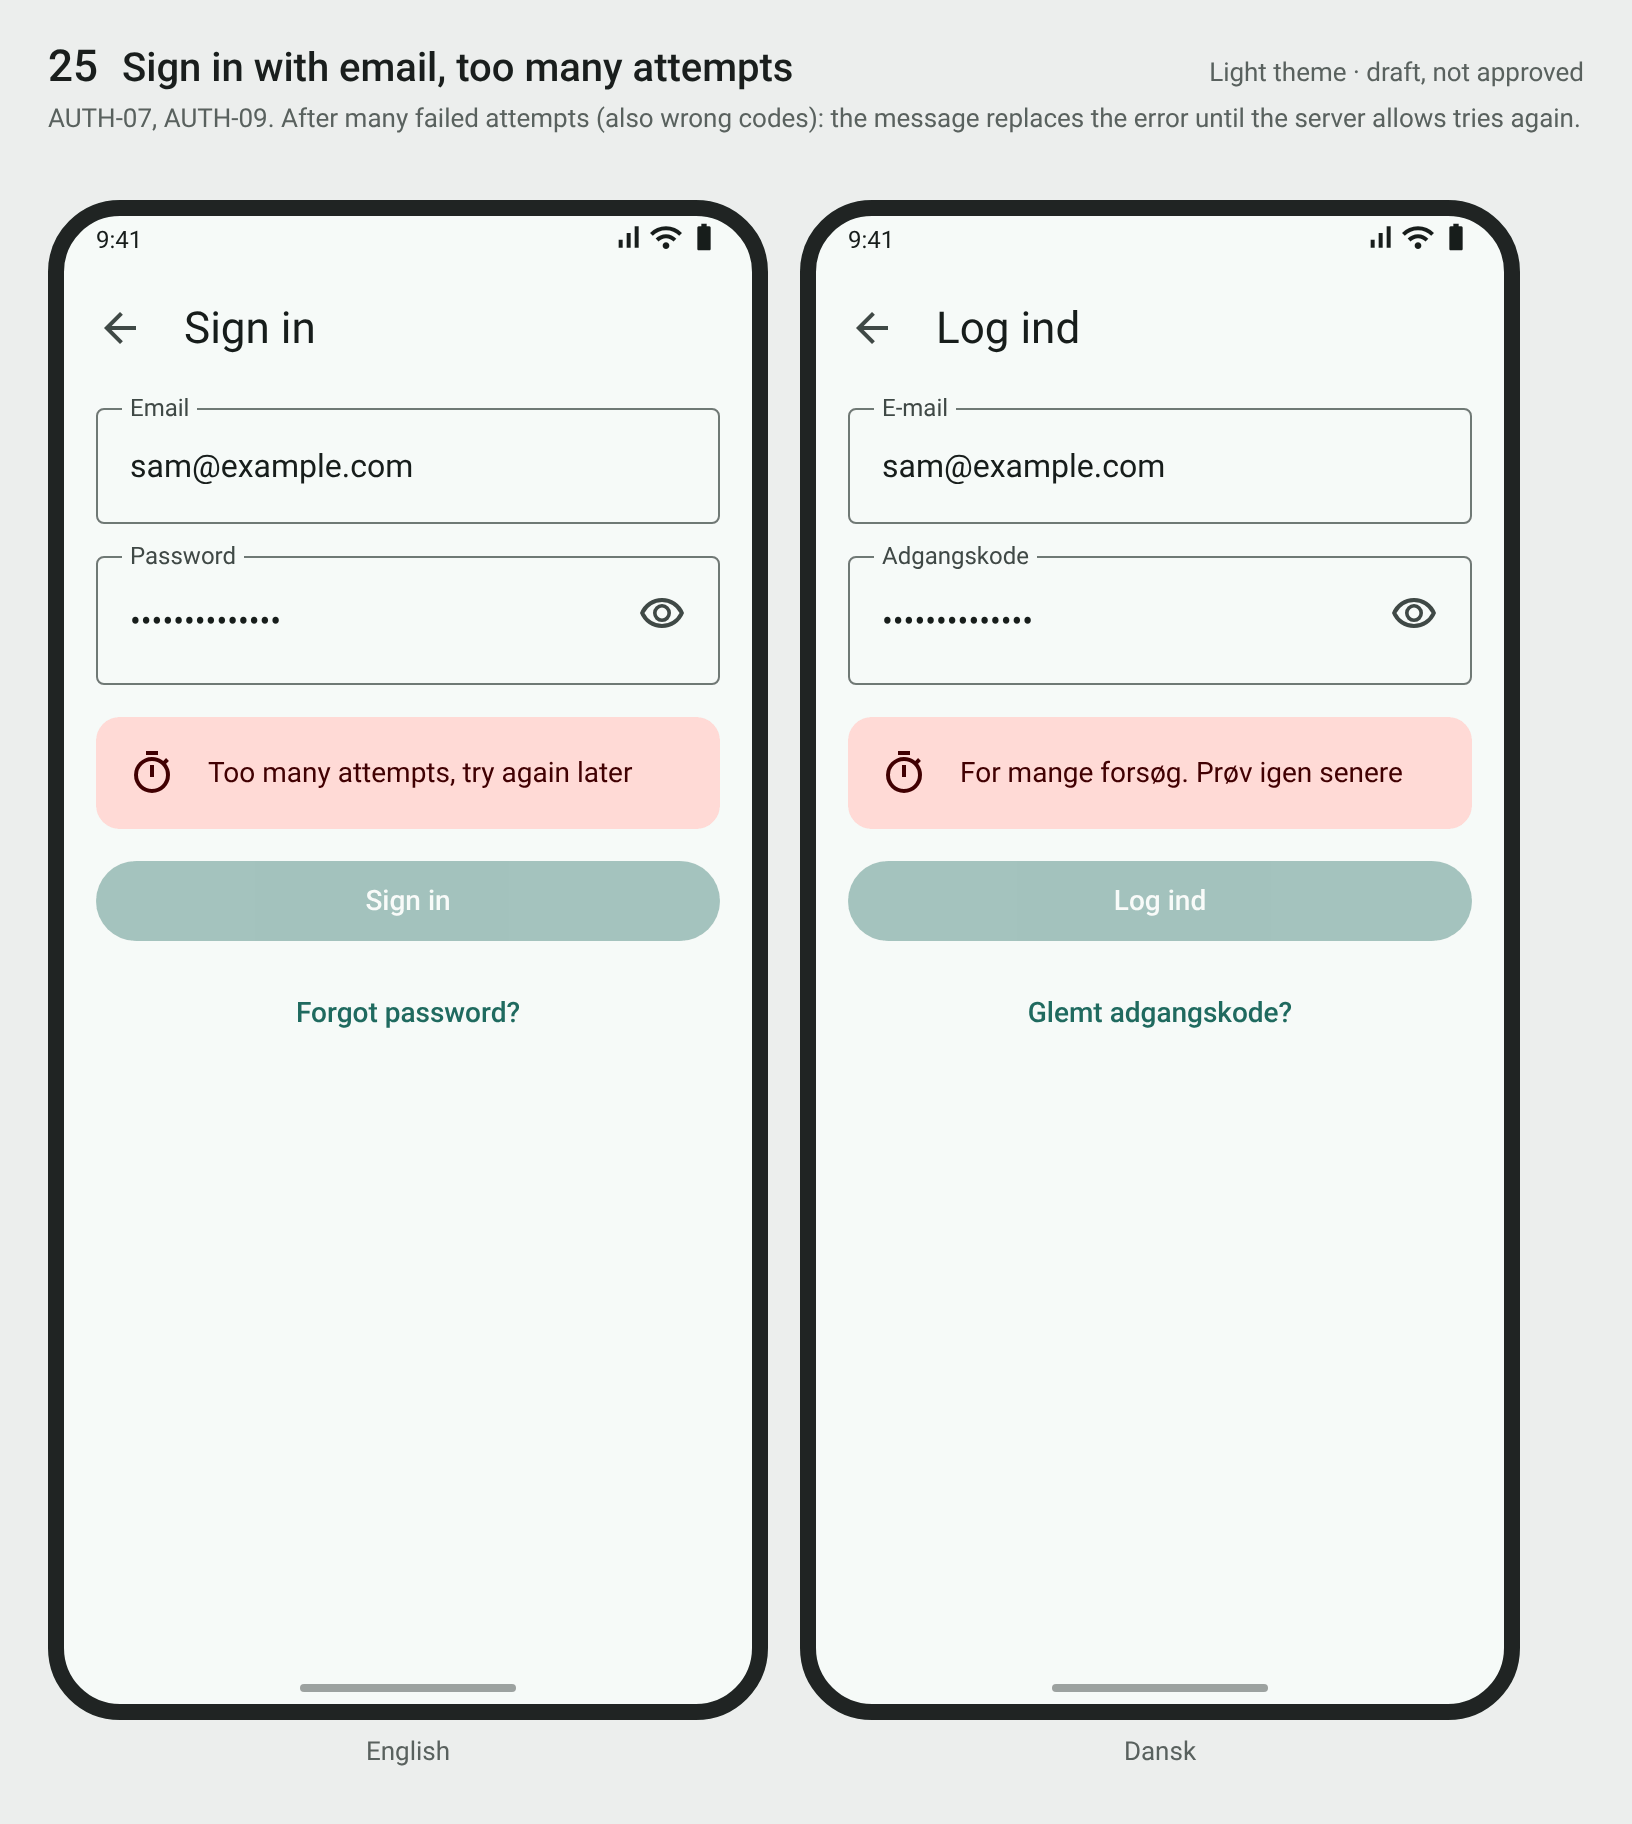 25 Sign in with email, too many attempts
Light theme · draft, not approved
AUTH-07, AUTH-09. After many failed attempts (also wrong codes): the message replaces the error until the server allows tries again.
9:41
Sign in
Email
sam@example.com
Password
••••••••••••••
Too many attempts, try again later
Sign in
Forgot password?
English
9:41
Log ind
E-mail
sam@example.com
Adgangskode
••••••••••••••
For mange forsøg. Prøv igen senere
Log ind
Glemt adgangskode?
Dansk